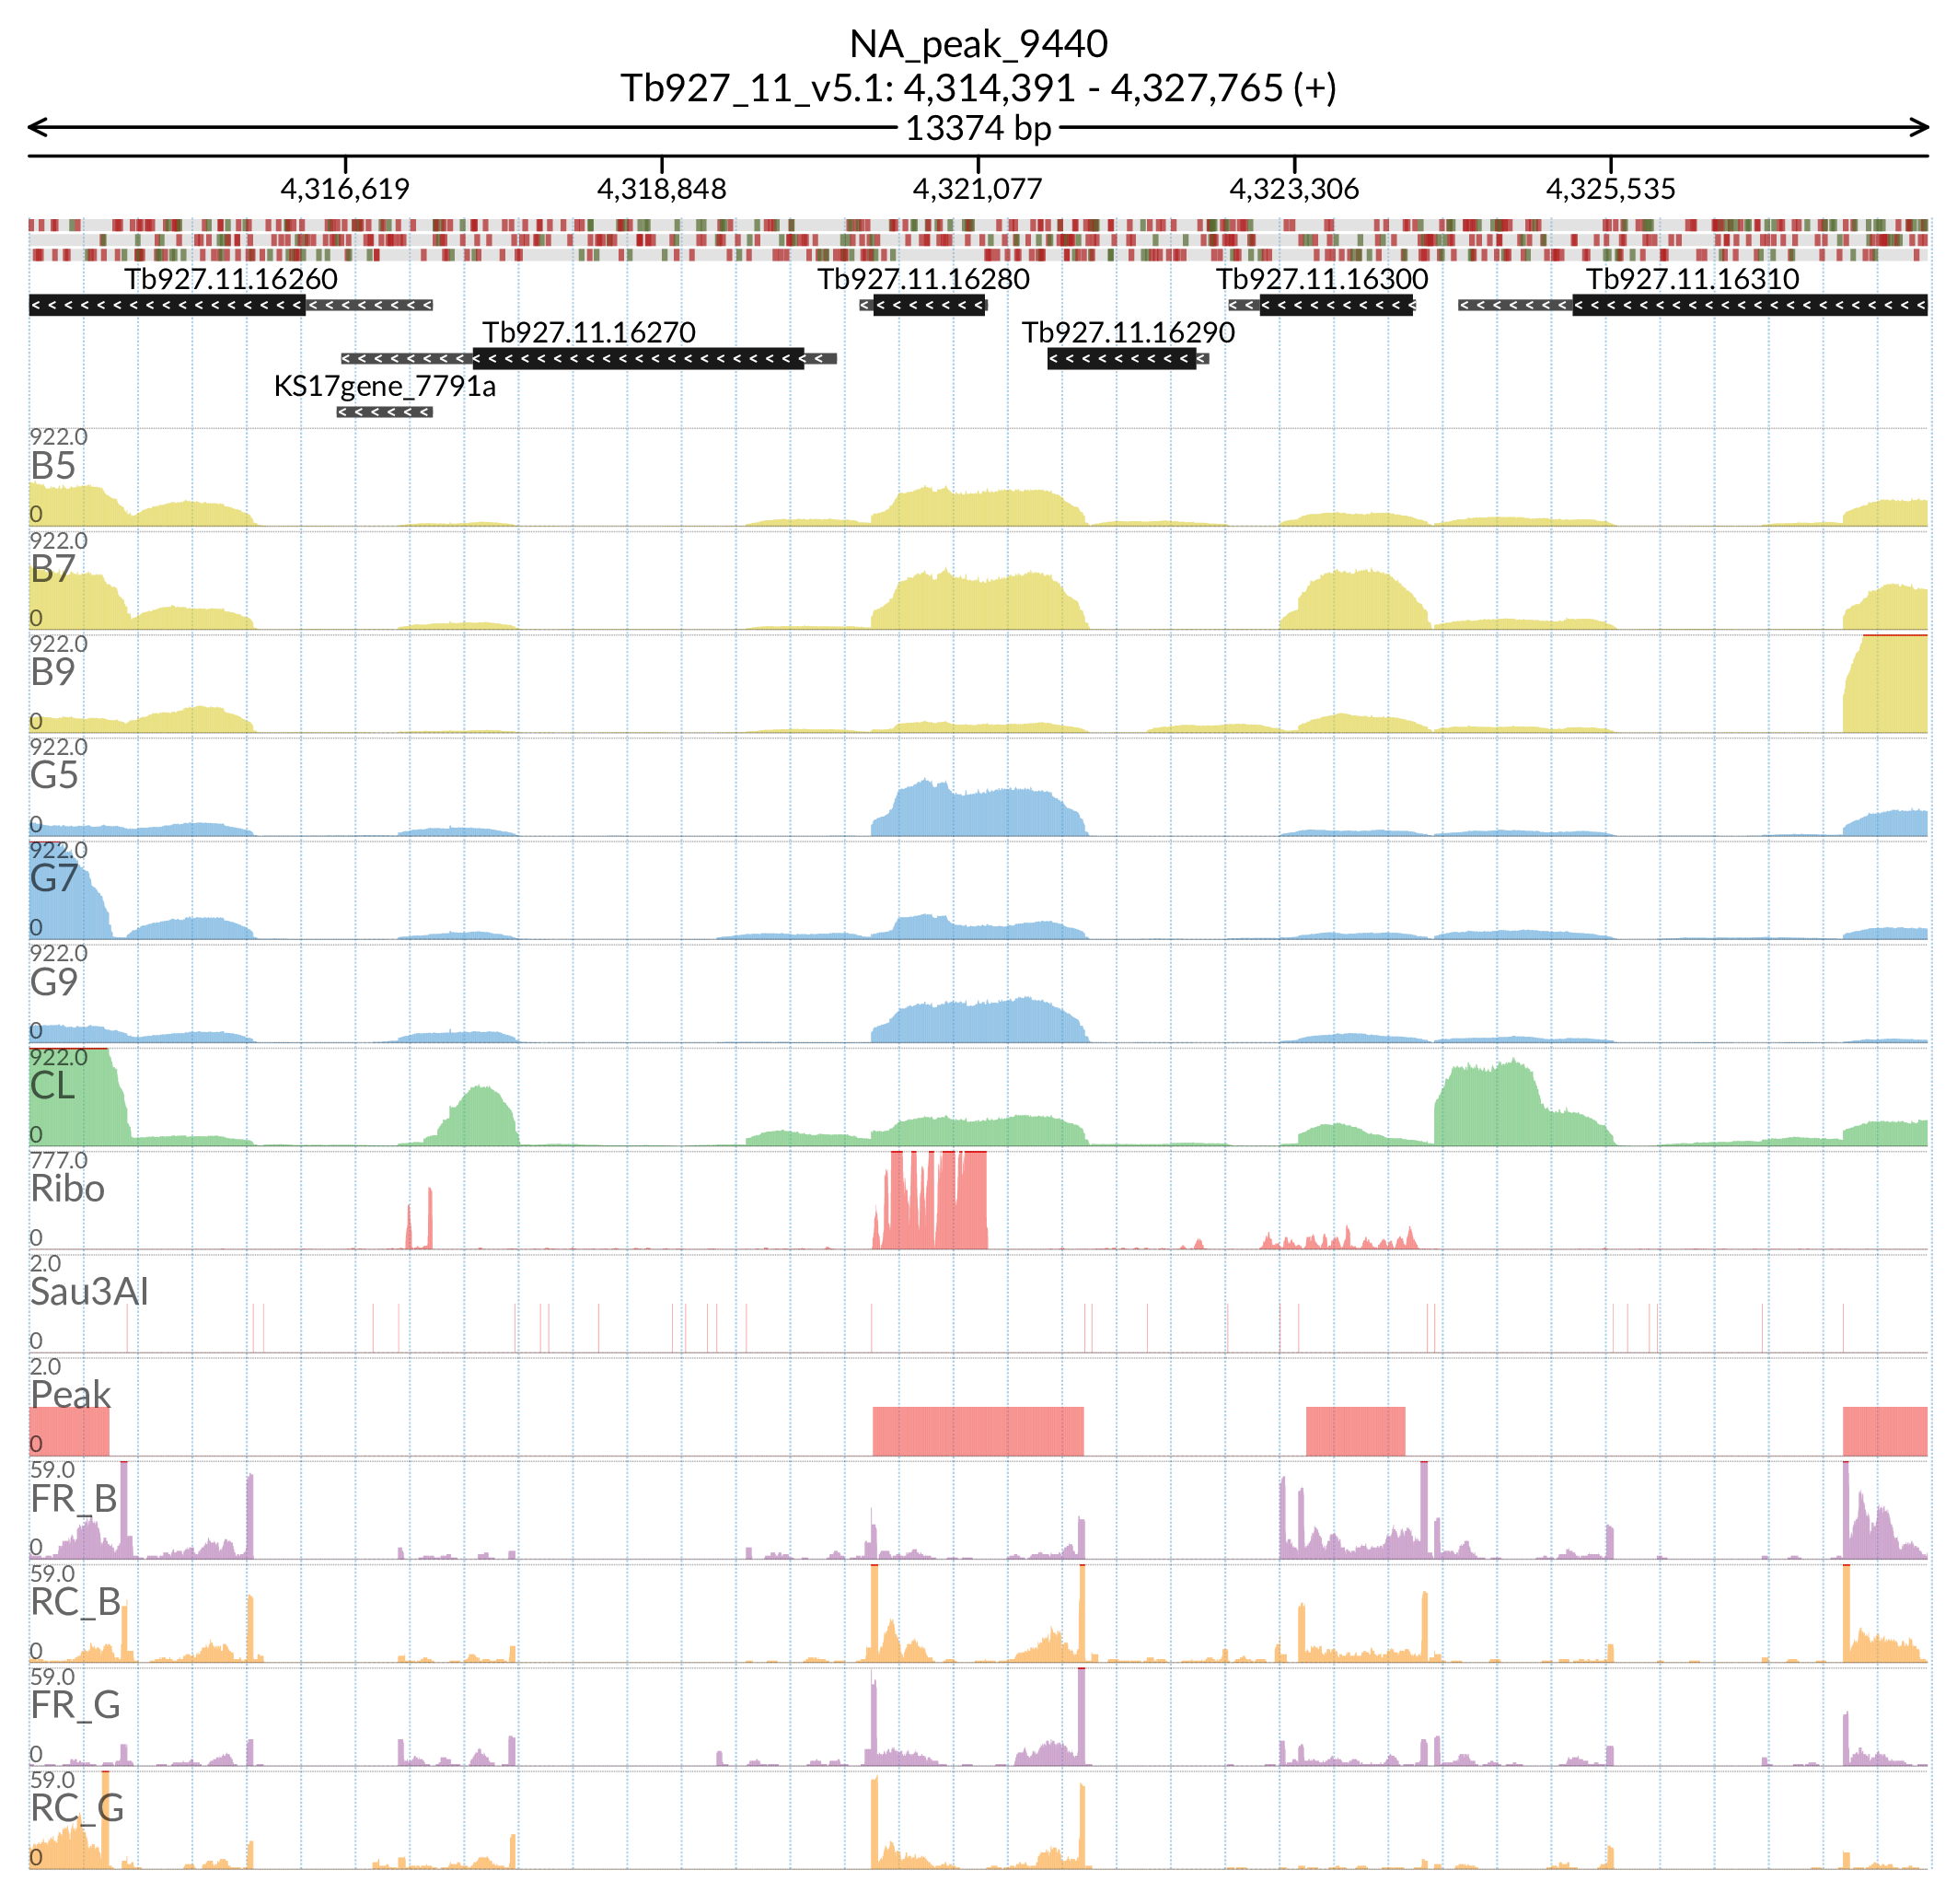 NA_peak_9440
Tb927_11_v5.1: 4,314,391 - 4,327,765 (+)
13374 bp
4,316,619 4,318,848 4,321,077 4,323,306 4,325,535
Tb927.11.16260 Tb927.11.16280 Tb927.11.16300 Tb927.11.16310
Tb927.11.16270 Tb927.11.16290
KS17gene_7791a
922.0
B5
0
922.0
B7
0
922.0
B9
0
922.0
G5
0
922.0
G7
0
922.0
G9
0
922.0
CL
0
777.0
Ribo
0
2.0
Sau3AI
0
2.0
Peak
0
59.0
FR_B
0
59.0
RC_B
0
59.0
FR_G
0
59.0
RC_G
0